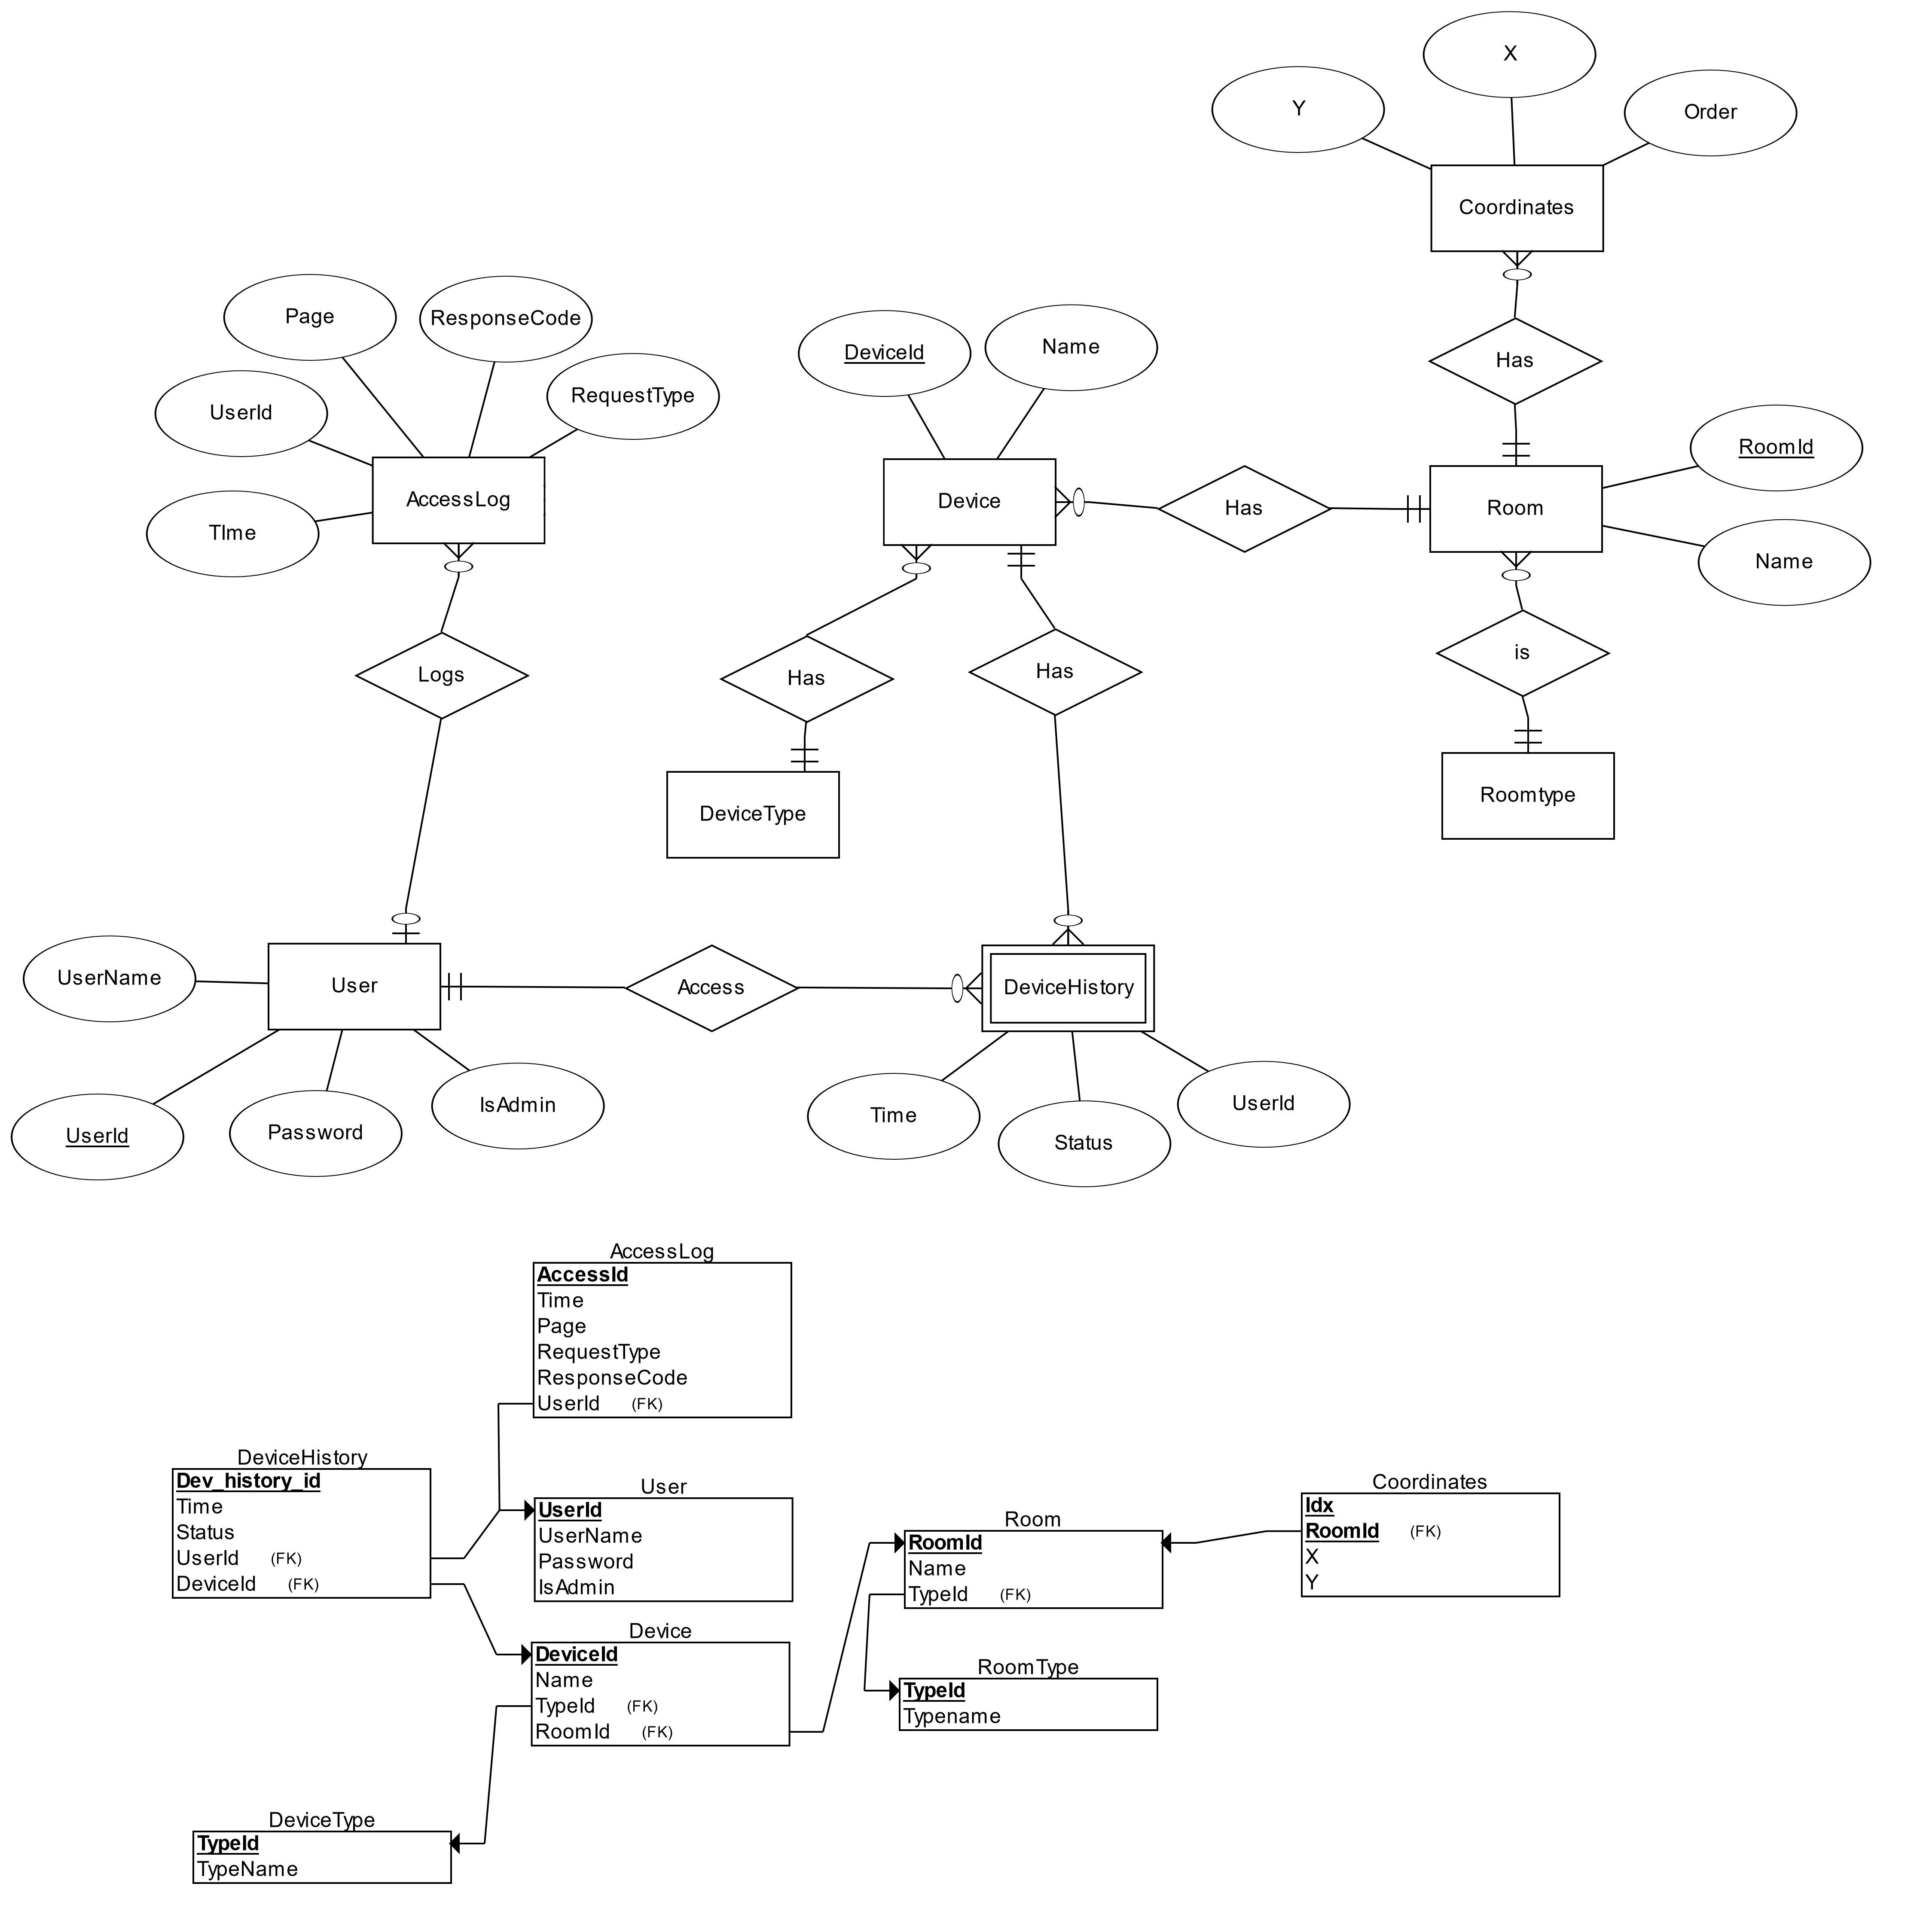 X
Y
Order
Coordinates
Page
ResponseCode
DeviceId
Name
Has
UserId
RequestType
RoomId
AccessLog
Device
Has
Room
TIme
Name
Logs
Has
Has
is
DeviceType
Roomtype
UserName
User
Access
DeviceHistory
UserId
Password
IsAdmin
Time
Status
UserId
AccessLog
AccessId
Time
Page
RequestType
ResponseCode
UserId (FK)
DeviceHistory
Dev_history_id
Time
Status
UserId (FK)
DeviceId (FK)
User
UserId
UserName
Password
IsAdmin
Room
RoomId
Name
TypeId (FK)
Coordinates
Idx
RoomId (FK)
X
Y
Device
DeviceId
Name
TypeId (FK)
RoomId (FK)
RoomType
TypeId
Typename
DeviceType
TypeId
TypeName